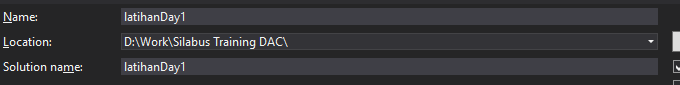 Name: latihanDay1
Location: D:\Work\Silabus Training DAC\
Solution name: latihanDay1